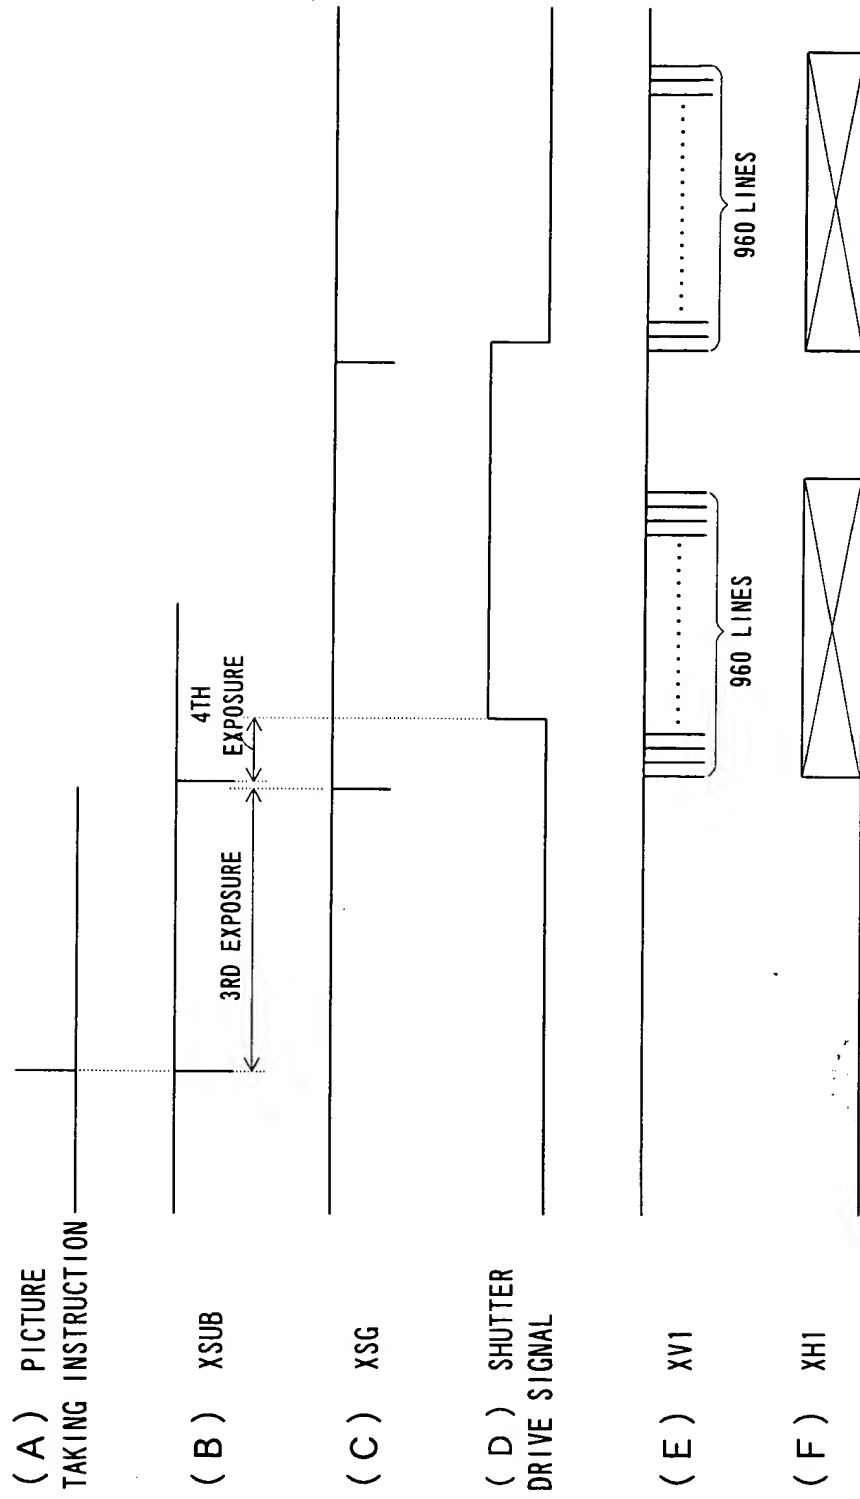 (A) PICTURE
TAKING INSTRUCTION
(B) XSUB
3RD EXPOSURE
4TH
EXPOSURE
(C) XSG
(D) SHUTTER
DRIVE SIGNAL
(E) XV1
960 LINES
960 LINES
(F) XH1